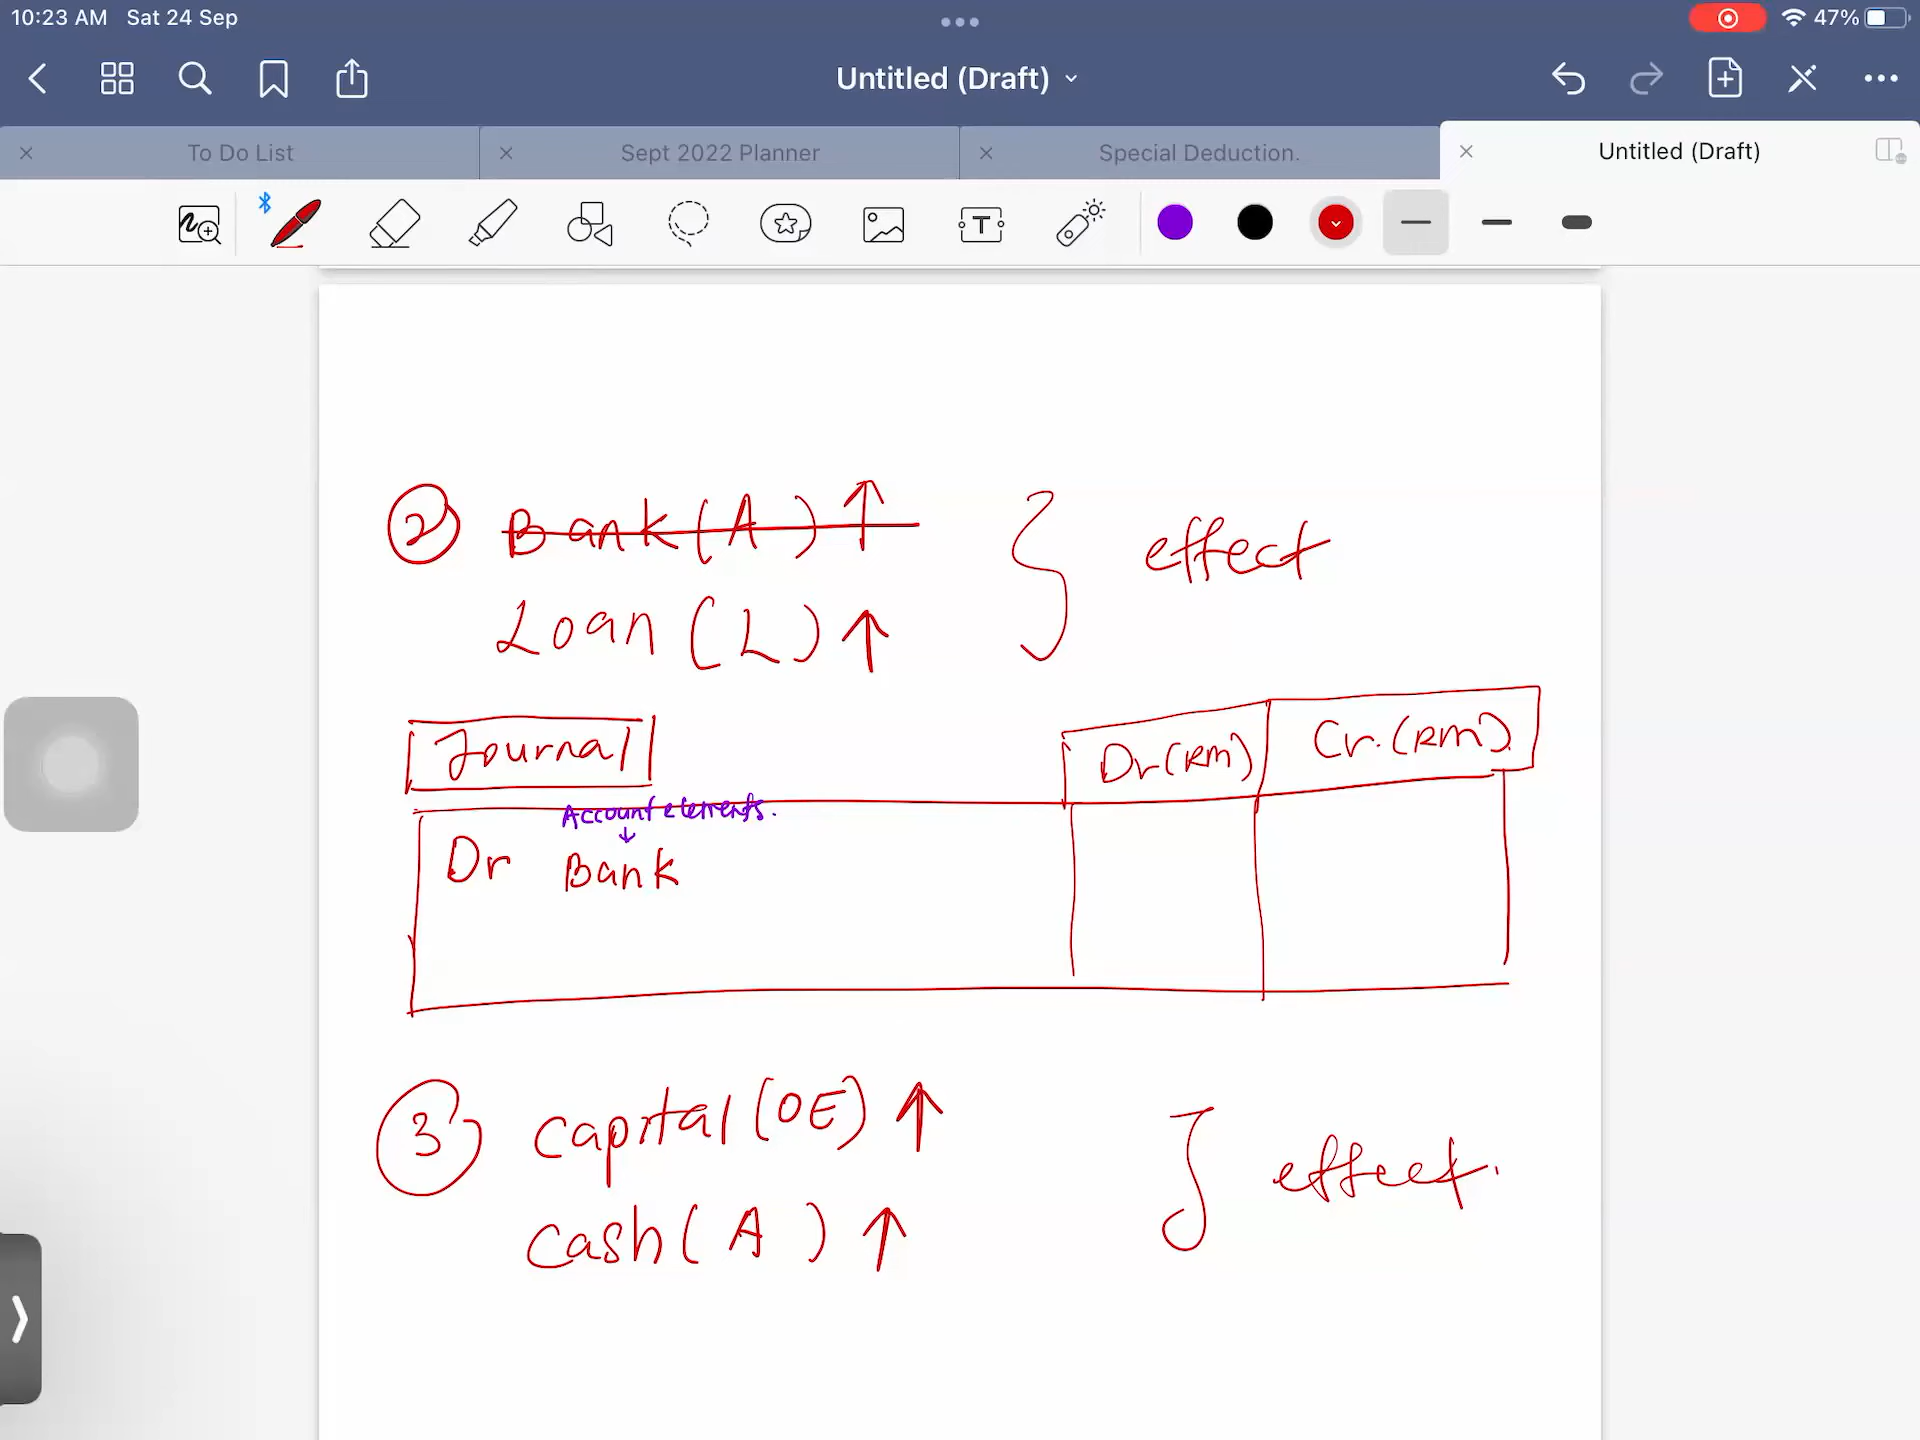 10:23 AM Sat 24 Sep
47%
Untitled (Draft)
To Do List
Sept 2022 Planner
Special Deduction.
Untitled (Draft)
T
2 Bank (A) ↑
effect
Loan (L) ↑
Journal
Dr (RM)
Cr. (RM)
Account elements.
↓
Dr Bank
3 Capital (OE) ↑
effect.
Cash (A) ↑